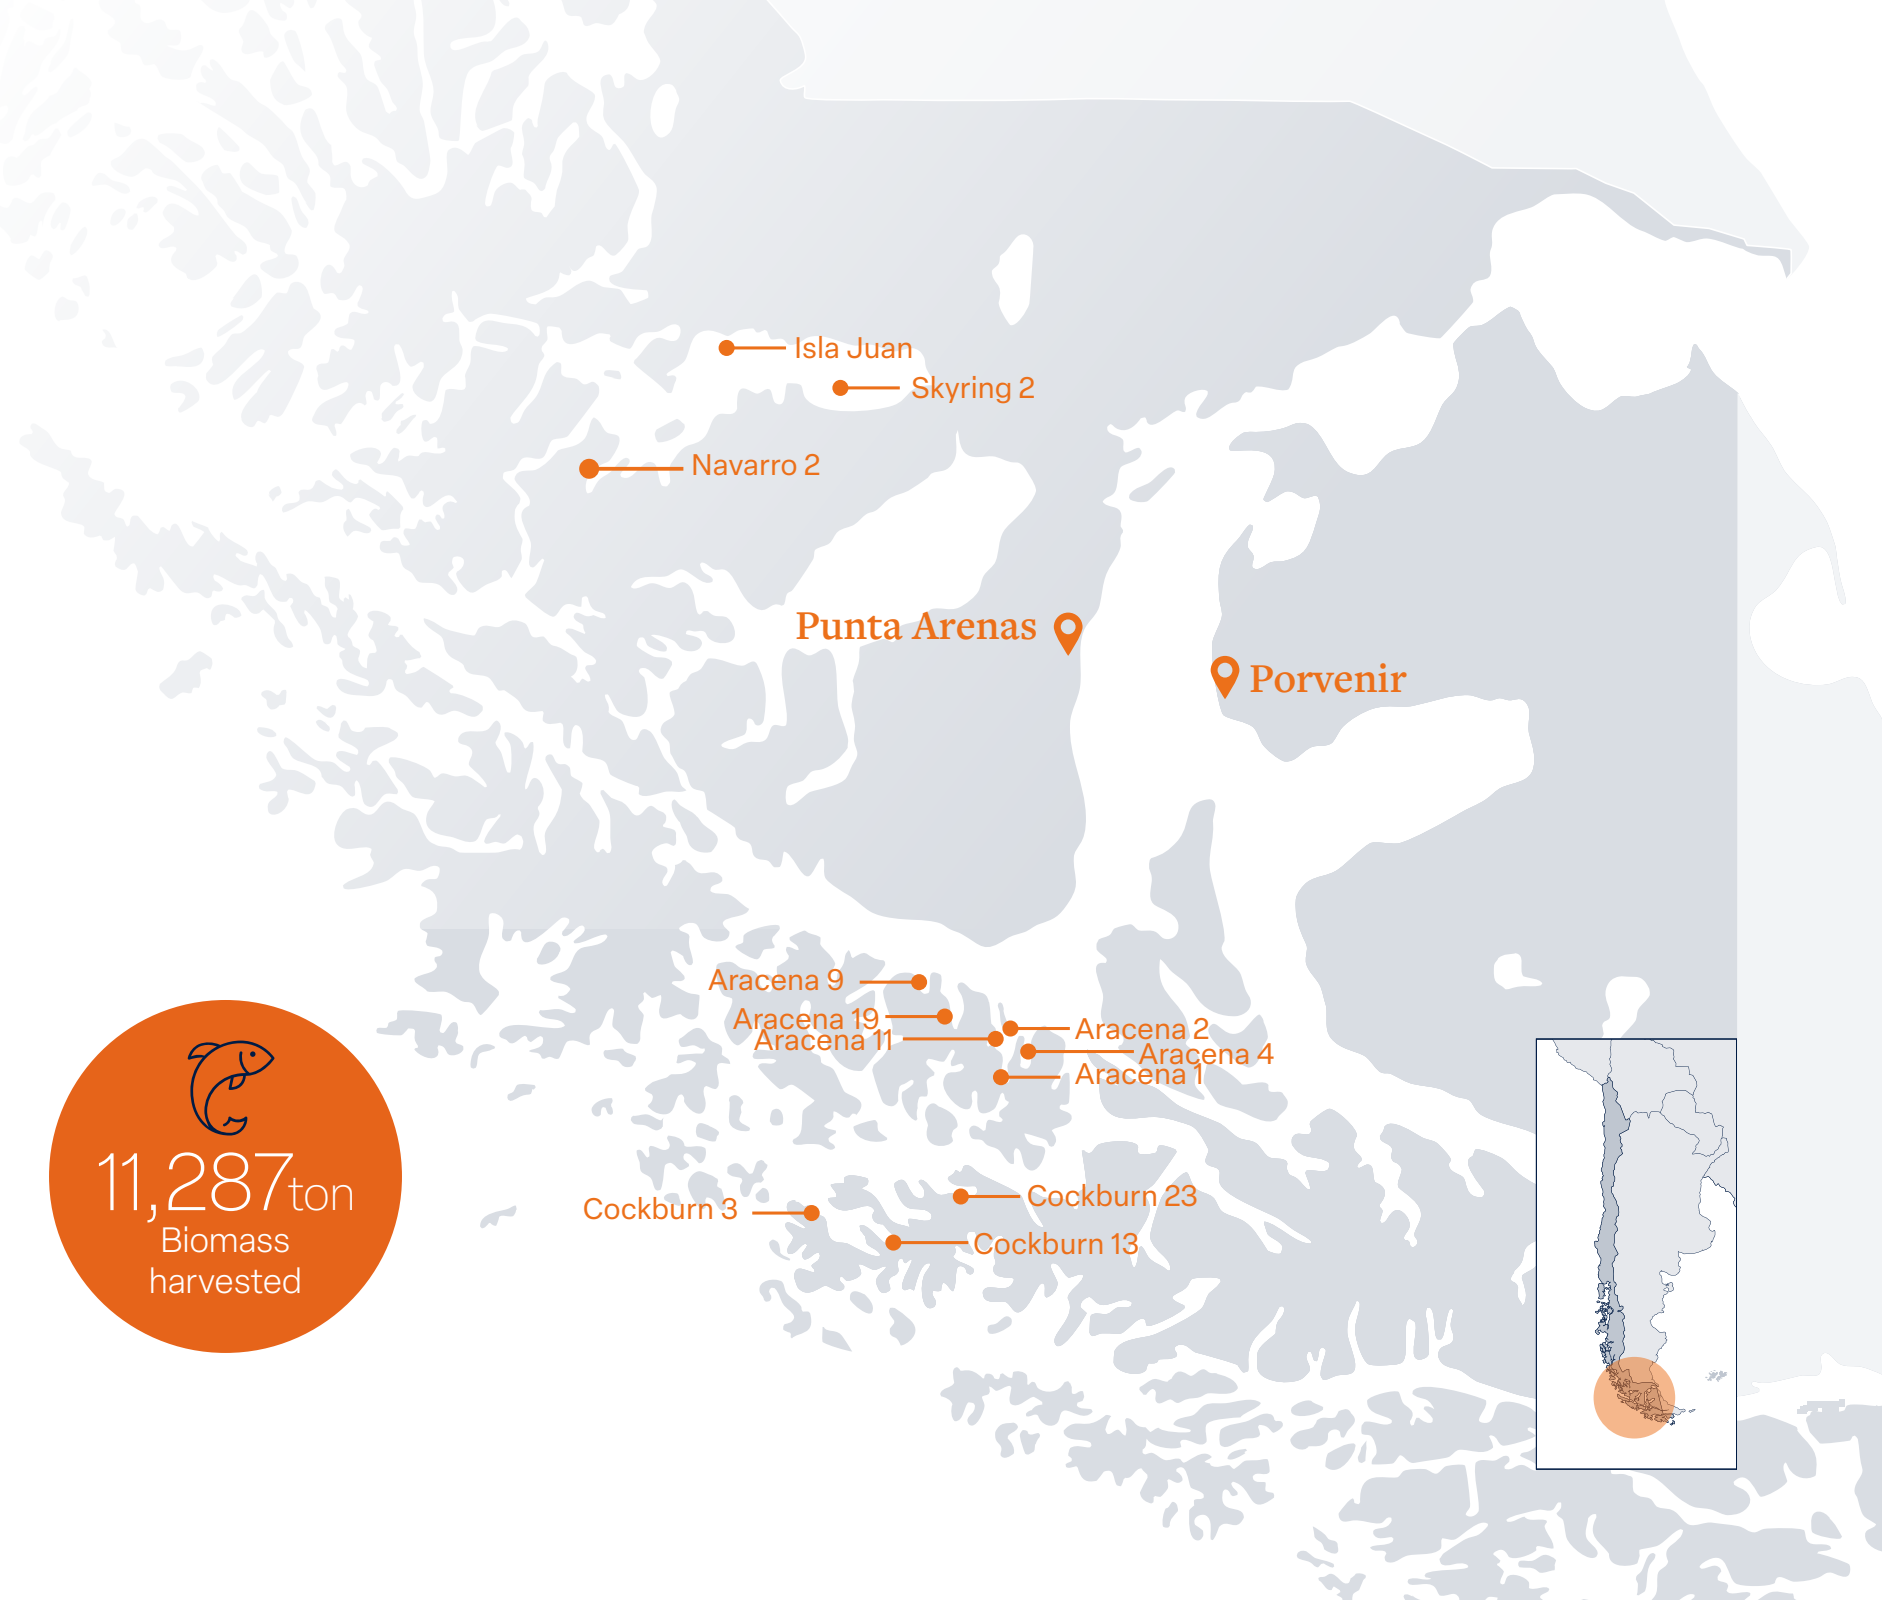 Isla Juan
Skyring 2
Navarro 2
Punta Arenas
Porvenir
Aracena 9
Aracena 19
Aracena 11
Aracena 2
Aracena 4
Aracena 1
Cockburn 3
Cockburn 23
Cockburn 13
11,287ton
Biomass
harvested